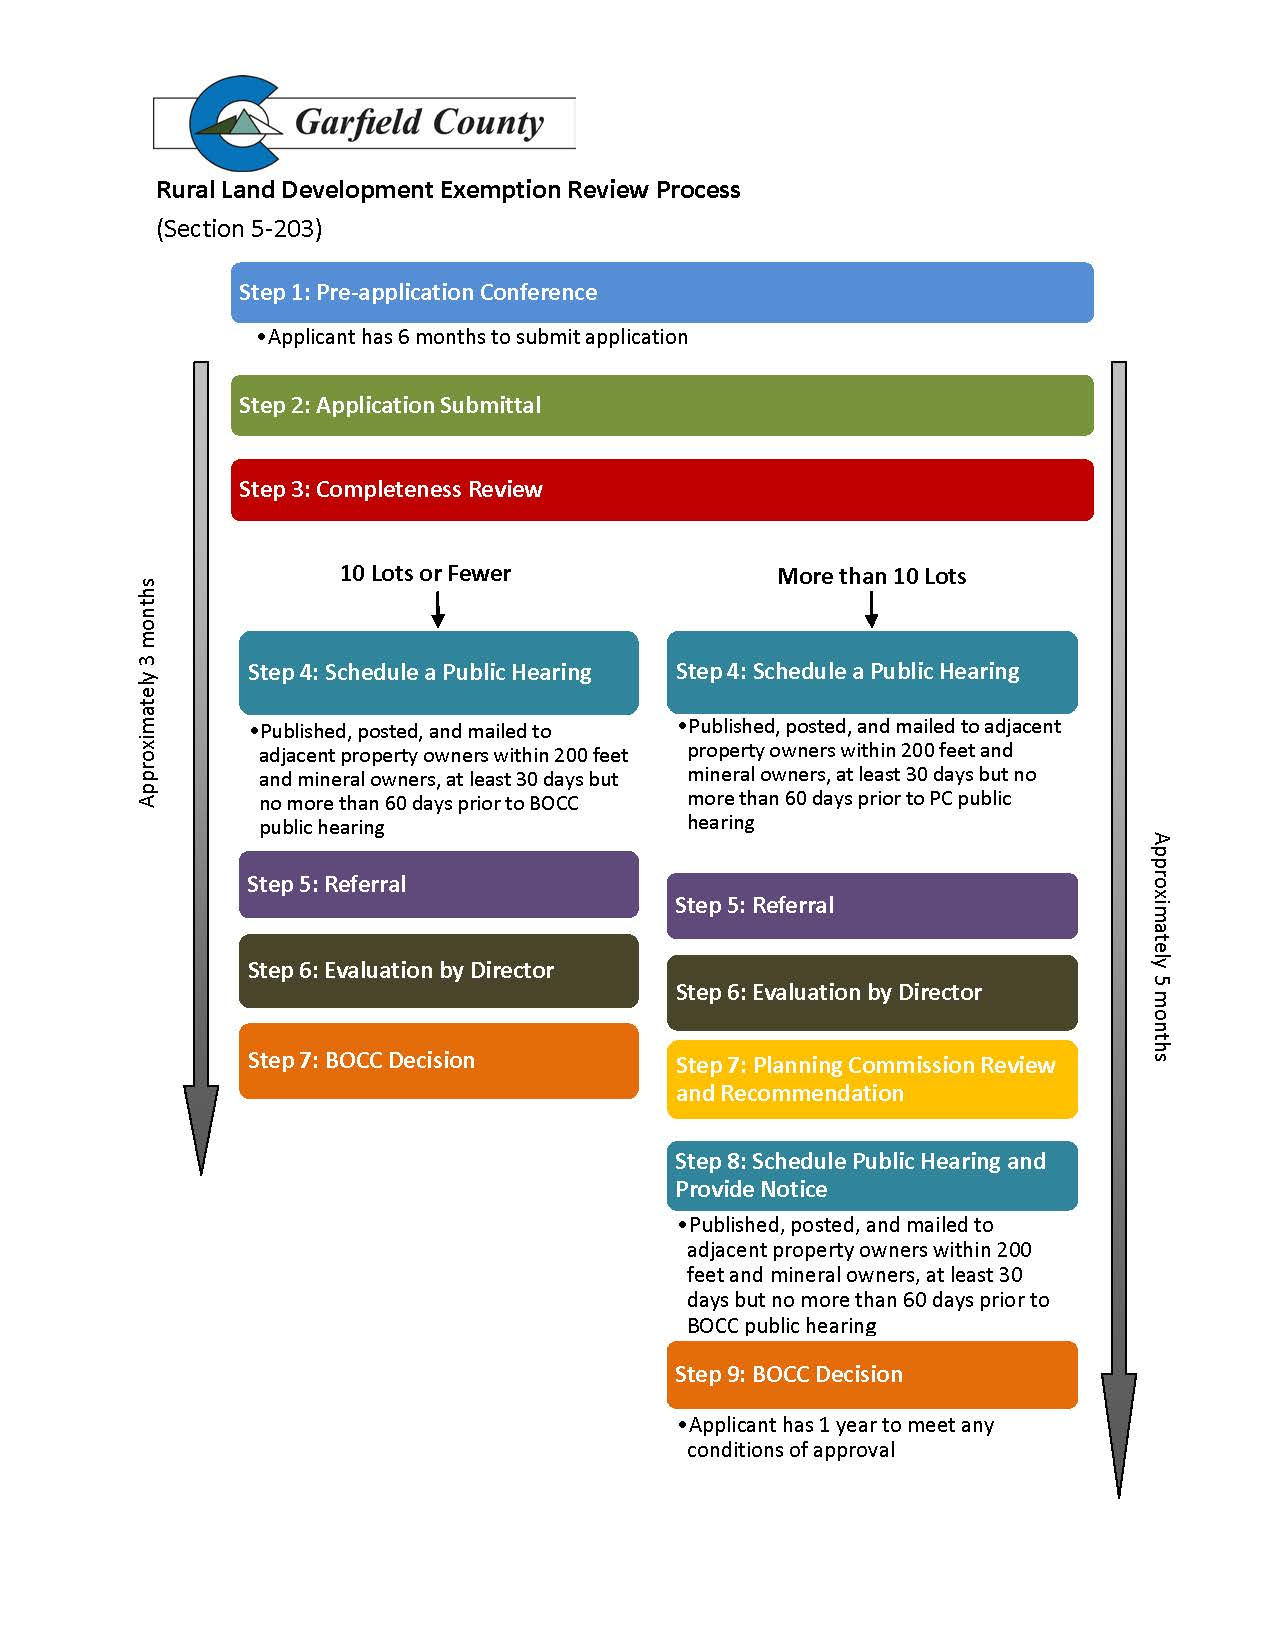 Garfield County
Rural Land Development Exemption Review Process
(Section 5-203)
Step 1: Pre-application Conference
•Applicant has 6 months to submit application
Step 2: Application Submittal
Step 3: Completeness Review
Approximately 3 months
10 Lots or Fewer
Step 4: Schedule a Public Hearing
•Published, posted, and mailed to
adjacent property owners within 200 feet
and mineral owners, at least 30 days but
no more than 60 days prior to BOCC
public hearing
Step 5: Referral
Step 6: Evaluation by Director
Step 7: BOCC Decision
More than 10 Lots
Step 4: Schedule a Public Hearing
•Published, posted, and mailed to adjacent
property owners within 200 feet and
mineral owners, at least 30 days but no
more than 60 days prior to PC public
hearing
Step 5: Referral
Step 6: Evaluation by Director
Step 7: Planning Commission Review
and Recommendation
Step 8: Schedule Public Hearing and
Provide Notice
•Published, posted, and mailed to
adjacent property owners within 200
feet and mineral owners, at least 30
days but no more than 60 days prior to
BOCC public hearing
Step 9: BOCC Decision
•Applicant has 1 year to meet any
conditions of approval
Approximately 5 months